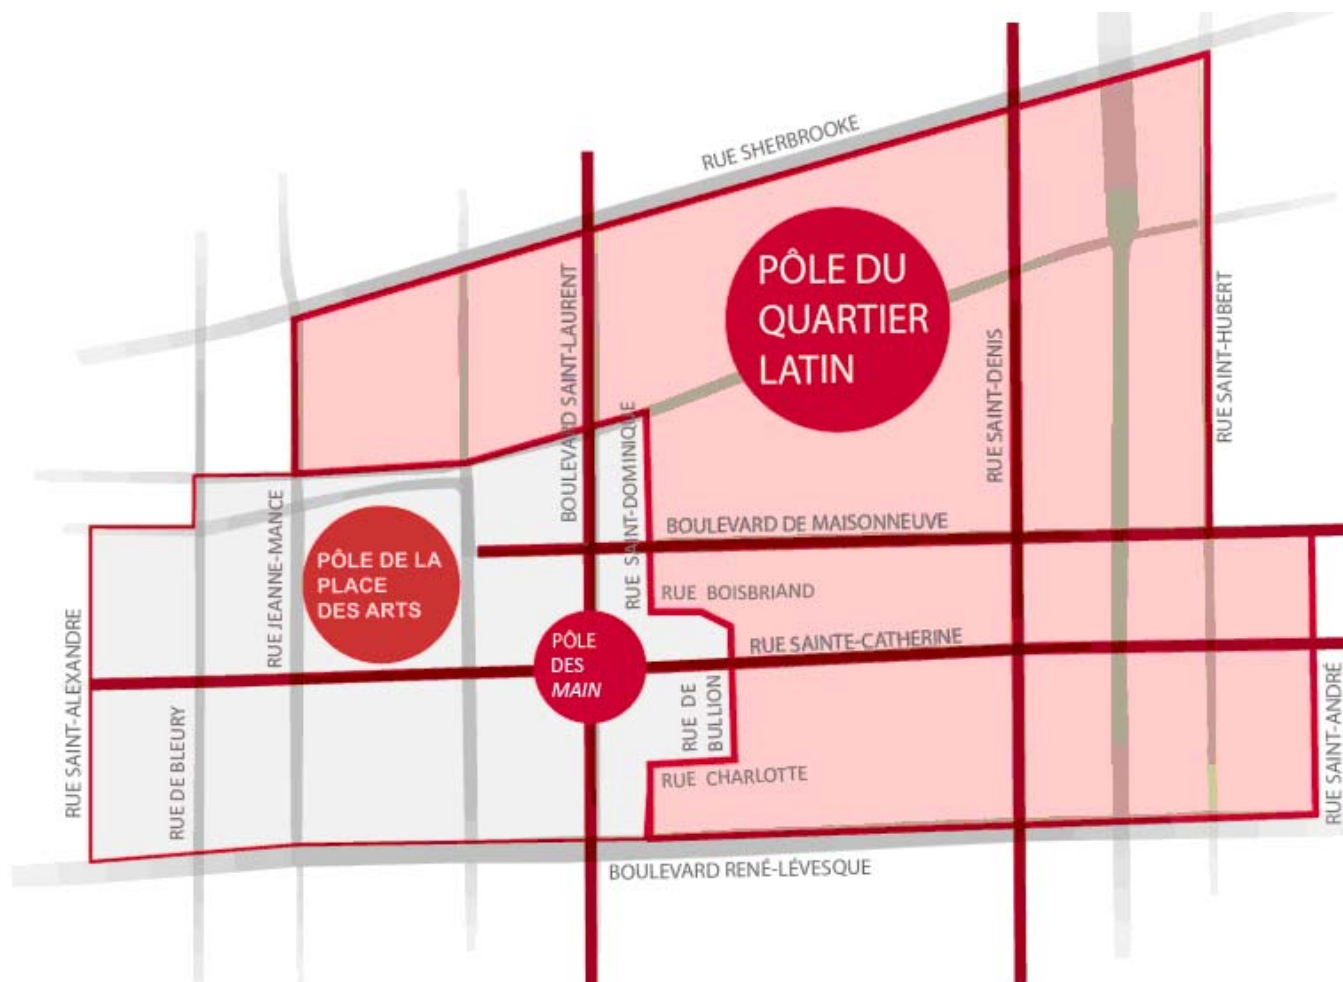 RUE SHERBROOKE
PÔLE DU
QUARTIER
LATIN
BOULEVARD SAINT-LAURENT
RUE SAINT-DENIS
RUE SAINT-HUBERT
RUE SAINT-DOMINIQUE
RUE JEANNE-MANCE
BOULEVARD DE MAISONNEUVE
PÔLE DE LA
PLACE
DES ARTS
RUE BOISBRIAND
RUE SAINT-ALEXANDRE
PÔLE
DES
MAIN
RUE SAINTE-CATHERINE
RUE DE BLEURY
RUE DE
BULLION
RUE SAINT-ANDRÉ
RUE CHARLOTTE
BOULEVARD RENÉ-LÉVESQUE